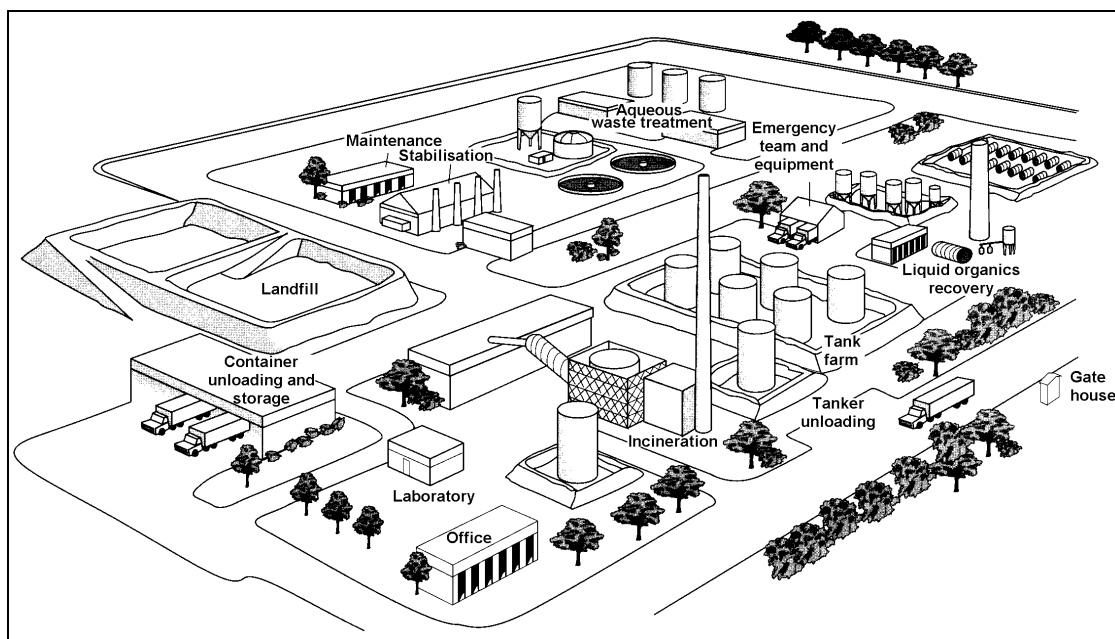 Aqueous
waste treatment
Maintenance
Stabilisation
Emergency
team and
equipment
Landfill
Liquid organics
recovery
Container
unloading and
storage
Tank
farm
Gate
house
Tanker
unloading
Incineration
Laboratory
Office